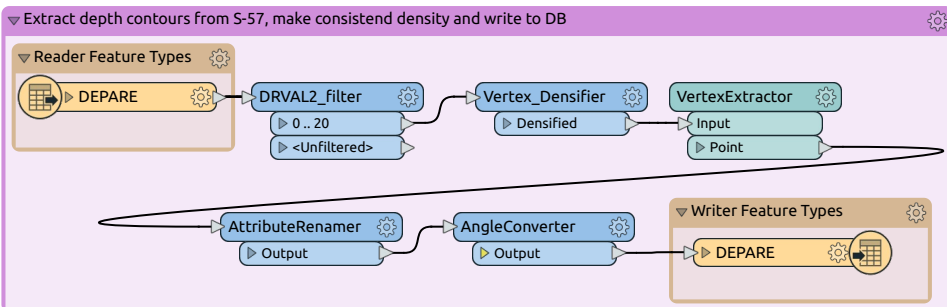 Extract depth contours from S-57, make consistend density and write to DB
Reader Feature Types
DEPARE
DRVAL2_filter
0 .. 20
<Unfiltered>
Vertex_Densifier
Densified
VertexExtractor
Input
Point
AttributeRenamer
Output
AngleConverter
Output
Writer Feature Types
DEPARE